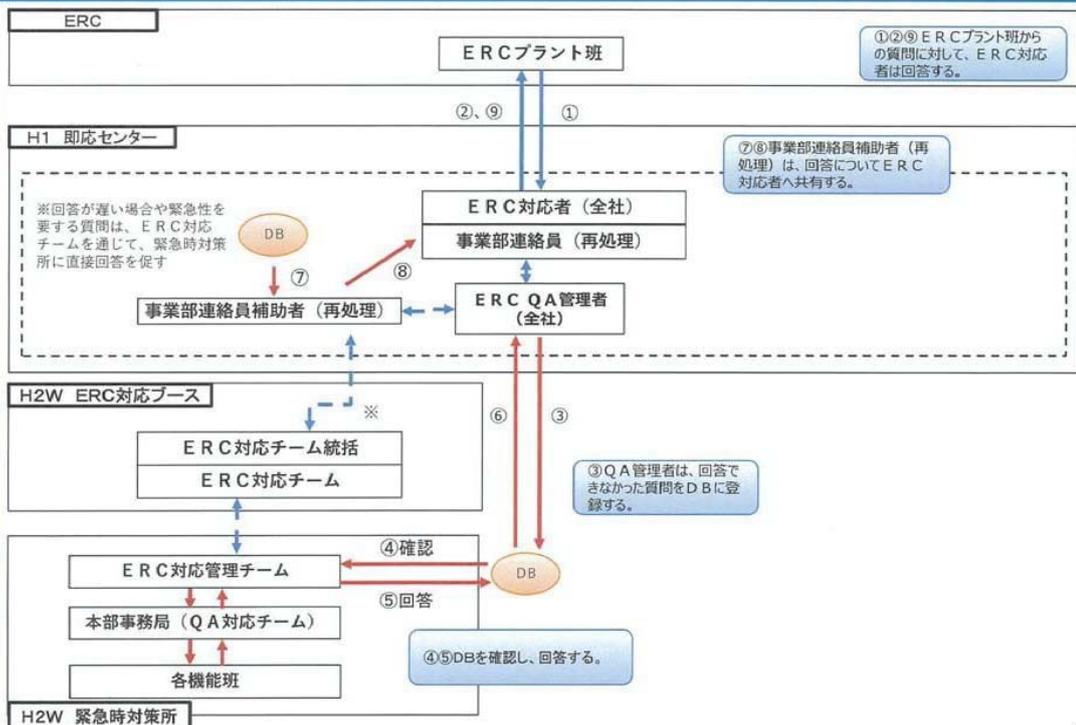 ERC
ERCプラント班
①②⑨ERCプラント班から
の質問に対して、ERC対応
者は回答する。
②、⑨
①
H1 即応センター
⑦⑧事業部連絡員補助者（再
処理）は、回答についてERC
対応者へ共有する。
※回答が遅い場合や緊急性を
要する質問は、ERC対応
チームを通じて、緊急時対策
所に直接回答を促す
DB
⑦
⑧
ERC対応者（全社）
事業部連絡員（再処理）
事業部連絡員補助者（再処理）
ERC QA管理者
（全社）
H2W ERC対応ブース
※
⑥
③
ERC対応チーム統括
ERC対応チーム
③QA管理者は、回答で
きなかった質問をDBに登
録する。
④確認
ERC対応管理チーム
DB
⑤回答
本部事務局（QA対応チーム）
④⑤DBを確認し、回答する。
各機能班
H2W 緊急時対策所